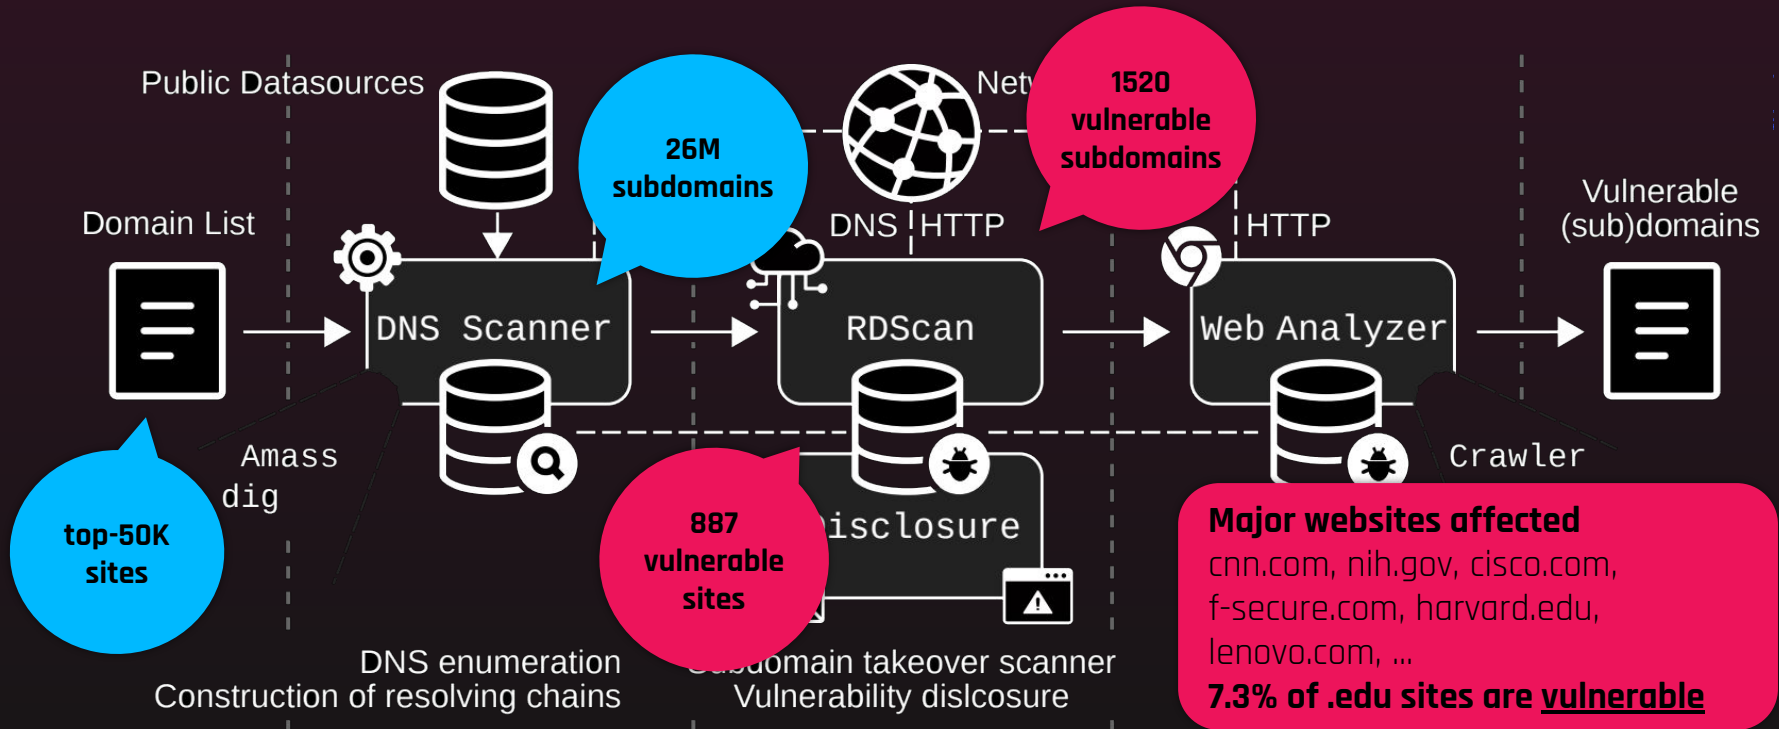 Public Datasources
26M
subdomains
1520
vulnerable
subdomains
Domain List
DNS
HTTP
HTTP
Vulnerable
(sub)domains
DNS Scanner
RDScan
Web Analyzer
Amass
dig
Crawler
top-50K
sites
887
vulnerable
sites
isclosure
Major websites affected
cnn.com, nih.gov, cisco.com,
f-secure.com, harvard.edu,
lenovo.com, ...
7.3% of .edu sites are vulnerable
DNS enumeration
Construction of resolving chains
Subdomain takeover scanner
Vulnerability dislcosure